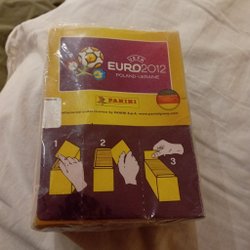 UEFA
EURO2012
POLAND-UKRAINE
PANINI
1
2
3